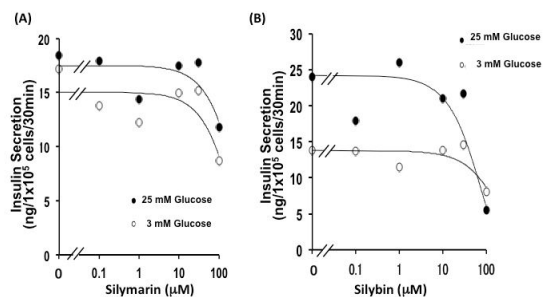 (A)
20
15
10
5
0
Insulin Secretion
(ng/1x10⁵ cells/30min)
25 mM Glucose
3 mM Glucose
0 0.1 1 10 100
Silymarin (μM)
(B)
25 mM Glucose
3 mM Glucose
30
25
20
15
10
5
0
Insulin Secretion
(ng/1x10⁵ cells/30min)
0 0.1 1 10 100
Silybin (μM)